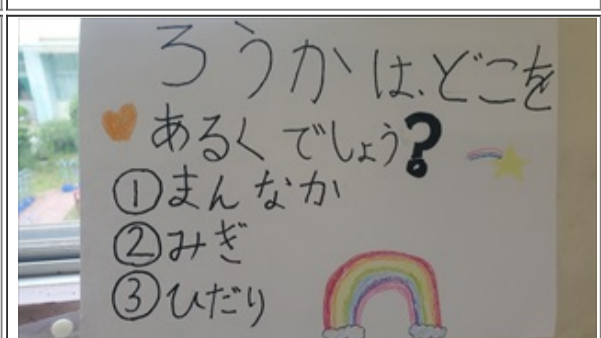 ろうかは、どこを
あるくでしょう?
①まんなか
②みぎ
③ひだり